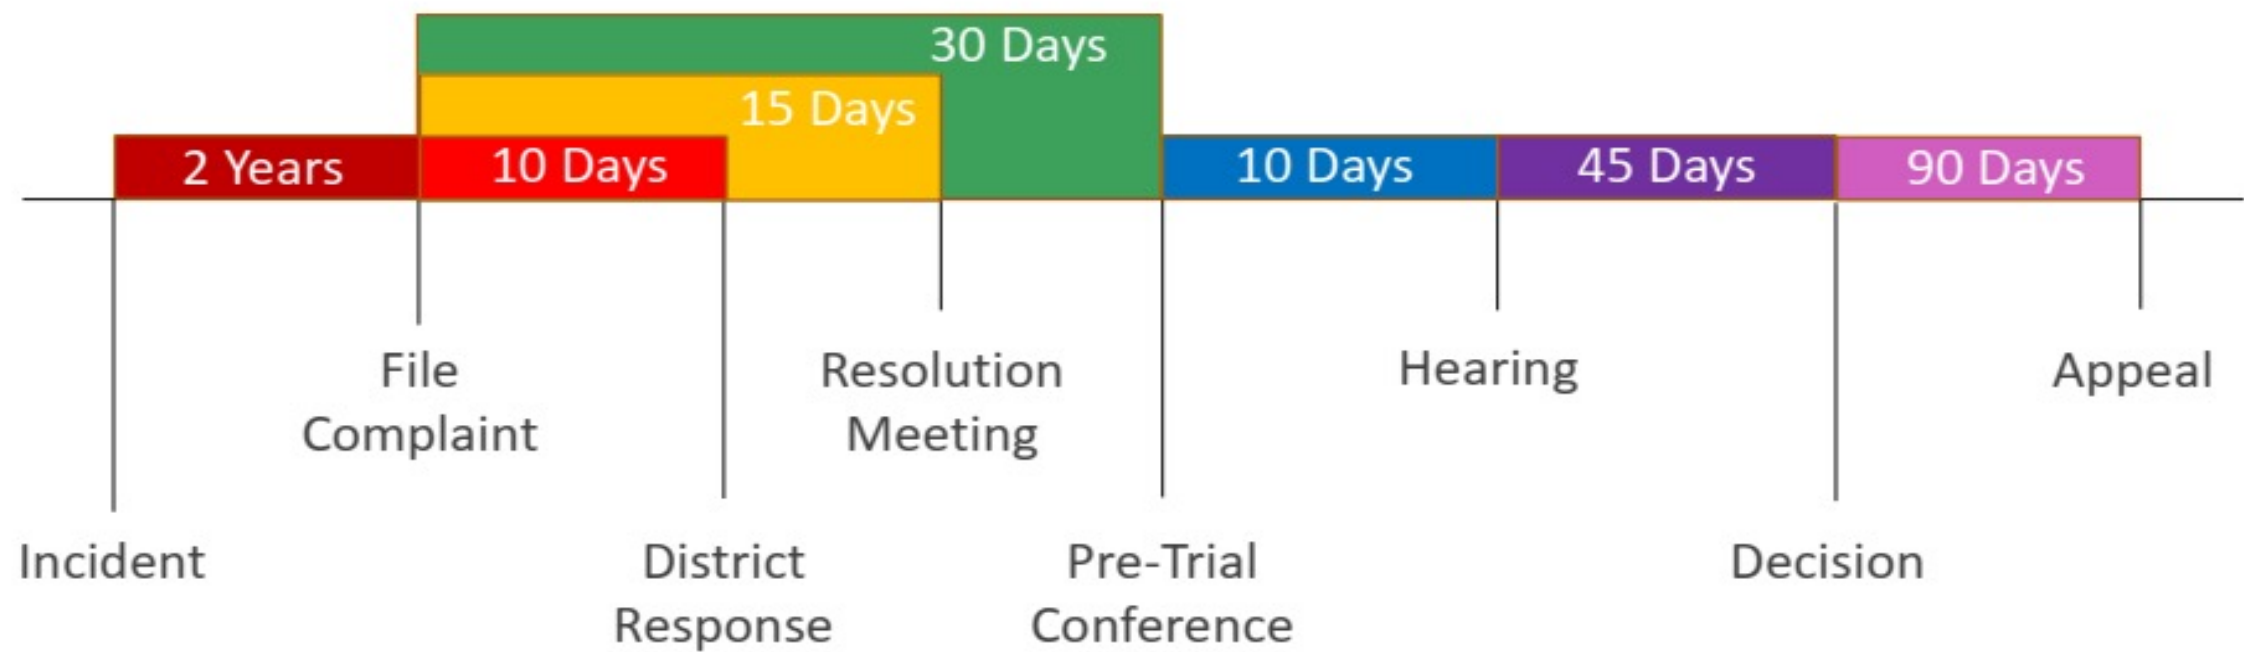 30 Days
15 Days
2 Years
10 Days
10 Days
45 Days
90 Days
File
Complaint
Resolution
Meeting
Hearing
Appeal
Incident
District
Response
Pre-Trial
Conference
Decision